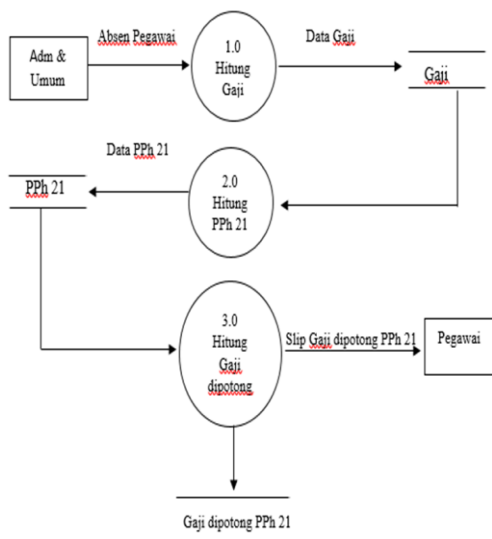 Adm &
Umum
Absen Pegawai
1.0
Hitung
Gaji
Data Gaji
Gaji
Data PPh 21
PPh 21
2.0
Hitung
PPh 21
3.0
Hitung
Gaji
dipotong
Slip Gaji dipotong PPh 21
Pegawai
Gaji dipotong PPh 21